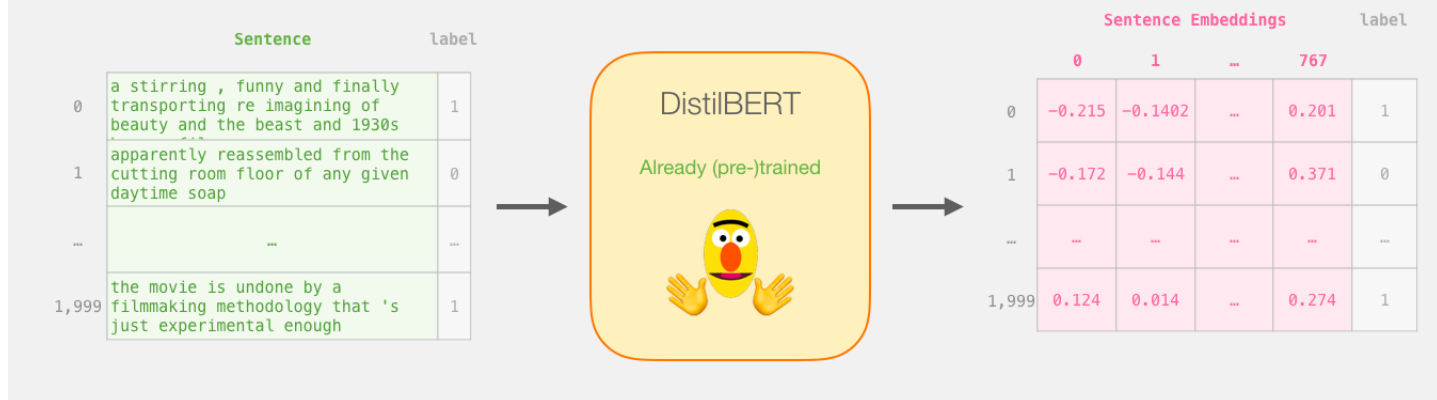 Sentence label
0
a stirring , funny and finally
transporting re imagining of
beauty and the beast and 1930s
1
1
apparently reassembled from the
cutting room floor of any given
daytime soap
0
… … …
1,999
the movie is undone by a
filmmaking methodology that 's
just experimental enough
1
DistilBERT
Already (pre-)trained
Sentence Embeddings label
0 1 … 767
0 -0.215 -0.1402 … 0.201 1
1 -0.172 -0.144 … 0.371 0
… … … … … …
1,999 0.124 0.014 … 0.274 1